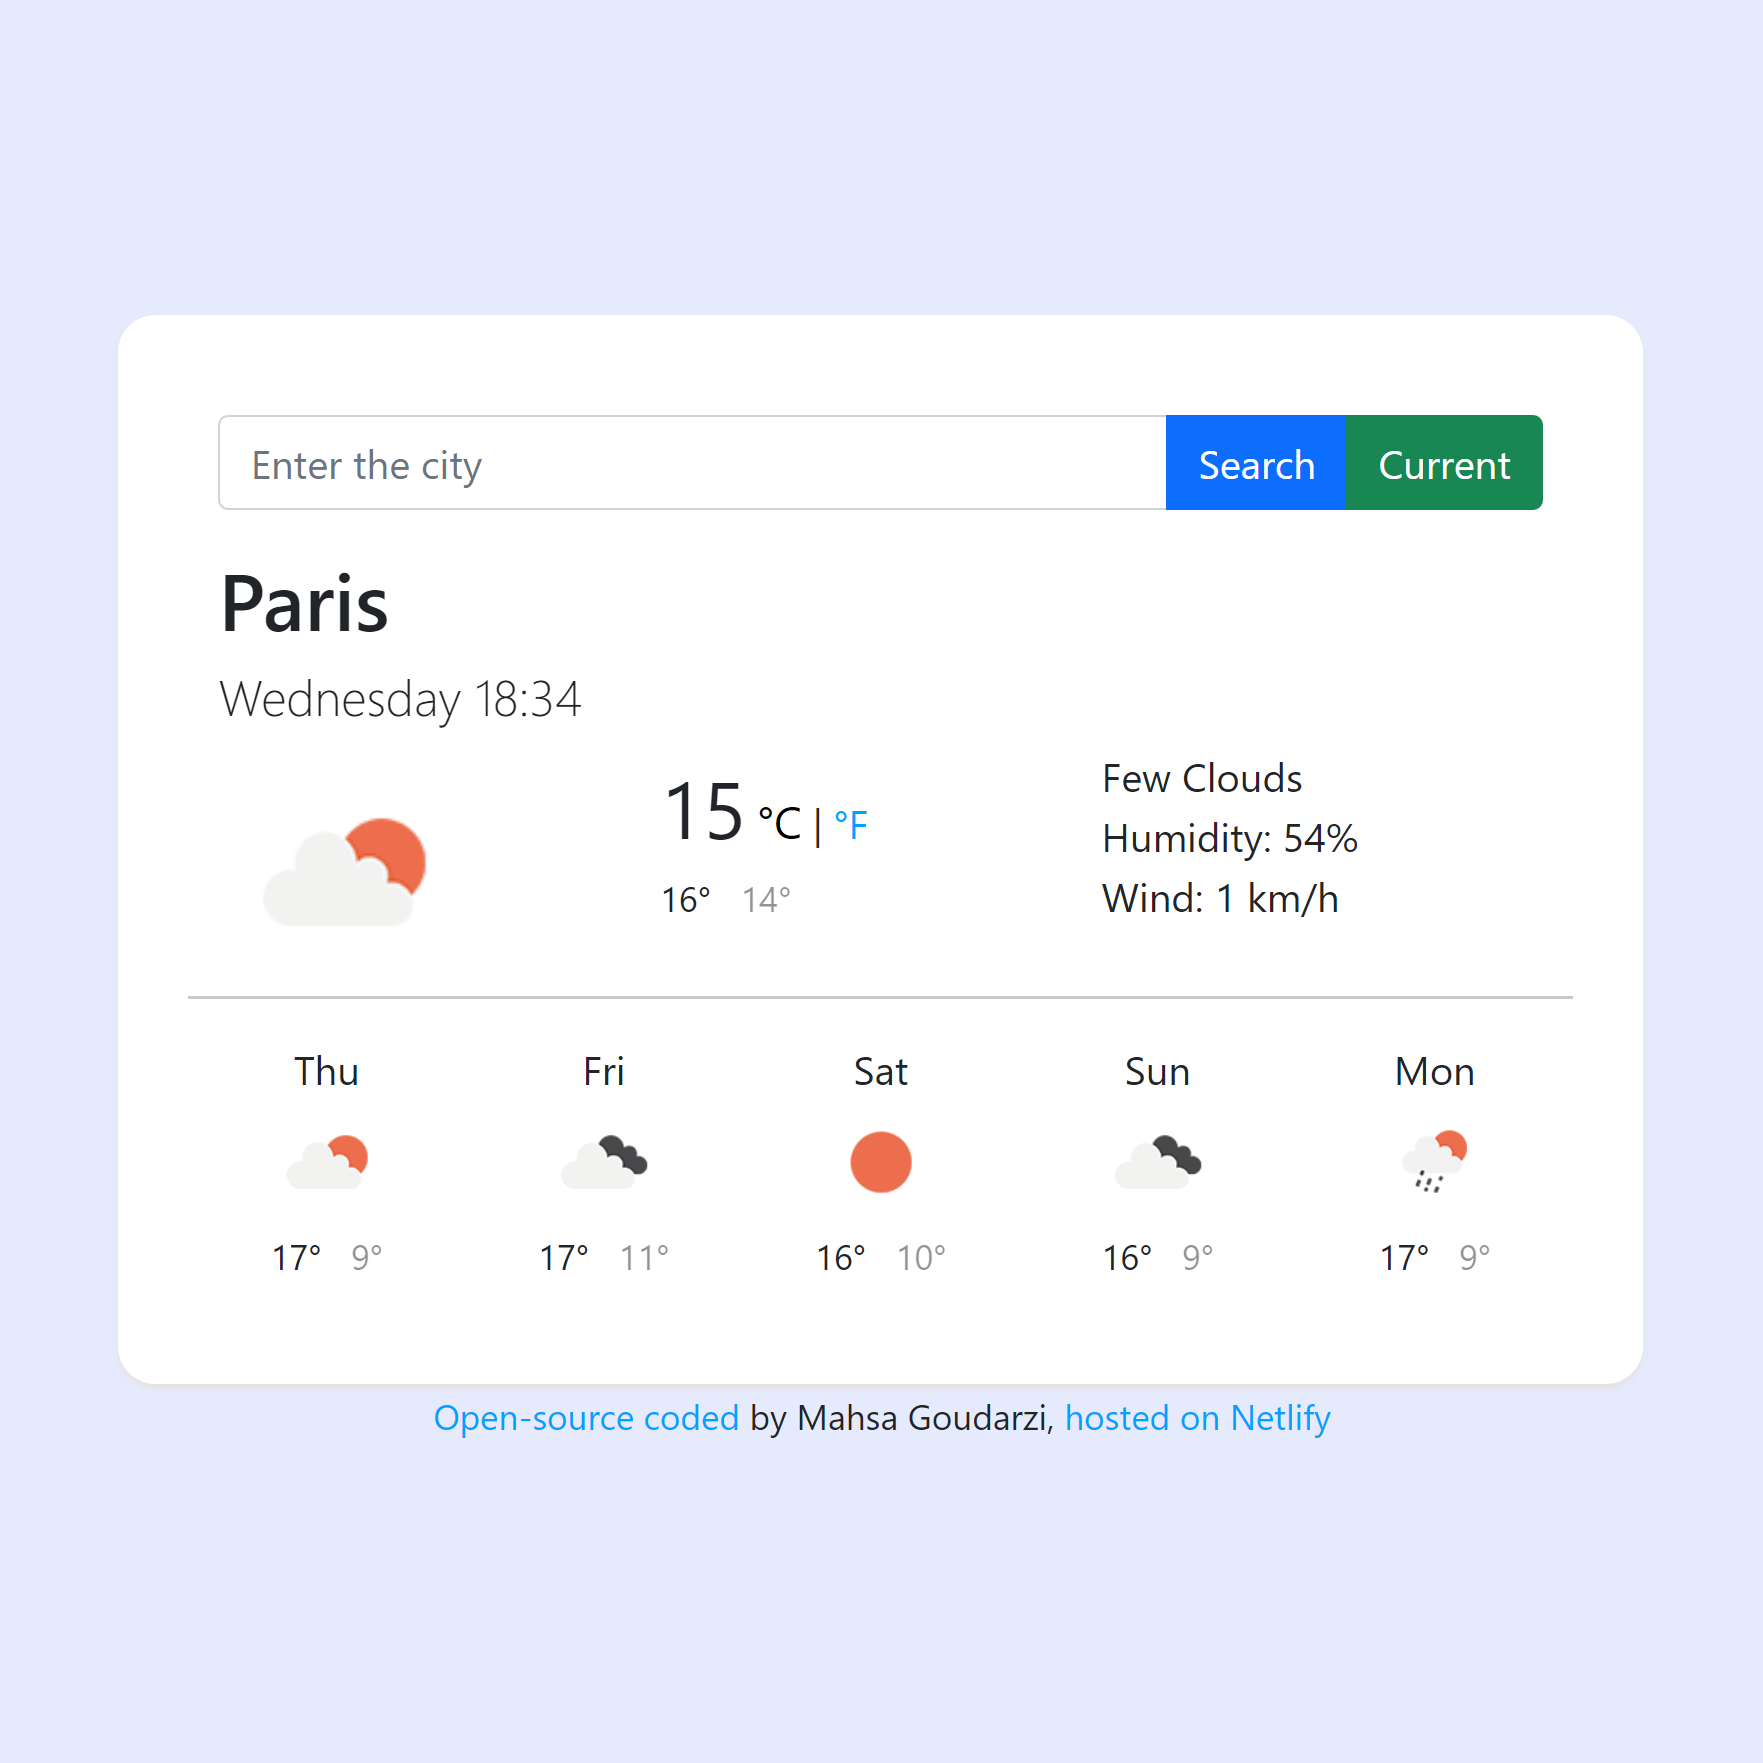 Enter the city
Search
Current
Paris
Wednesday 18:34
15 °C | °F
16° 14°
Few Clouds
Humidity: 54%
Wind: 1 km/h
Thu
Fri
Sat
Sun
Mon
17° 9°
17° 11°
16° 10°
16° 9°
17° 9°
Open-source coded by Mahsa Goudarzi, hosted on Netlify